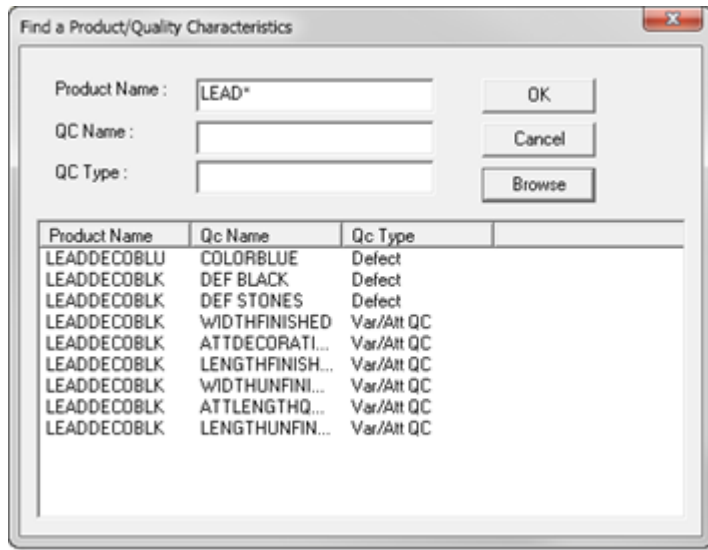 Find a Product/Quality Characteristics
Product Name : LEAD* OK
QC Name : Cancel
QC Type : Browse
Product Name Qc Name Qc Type
LEADDECOBLU COLORBLUE Defect
LEADDECOBLK DEF BLACK Defect
LEADDECOBLK DEF STONES Defect
LEADDECOBLK WIDTHFINISHED Var/Att QC
LEADDECOBLK ATTDECORATI... Var/Att QC
LEADDECOBLK LENGTHFINISH... Var/Att QC
LEADDECOBLK WIDTHUNFINI... Var/Att QC
LEADDECOBLK ATTLENGTHQ... Var/Att QC
LEADDECOBLK LENGTHUNFIN... Var/Att QC